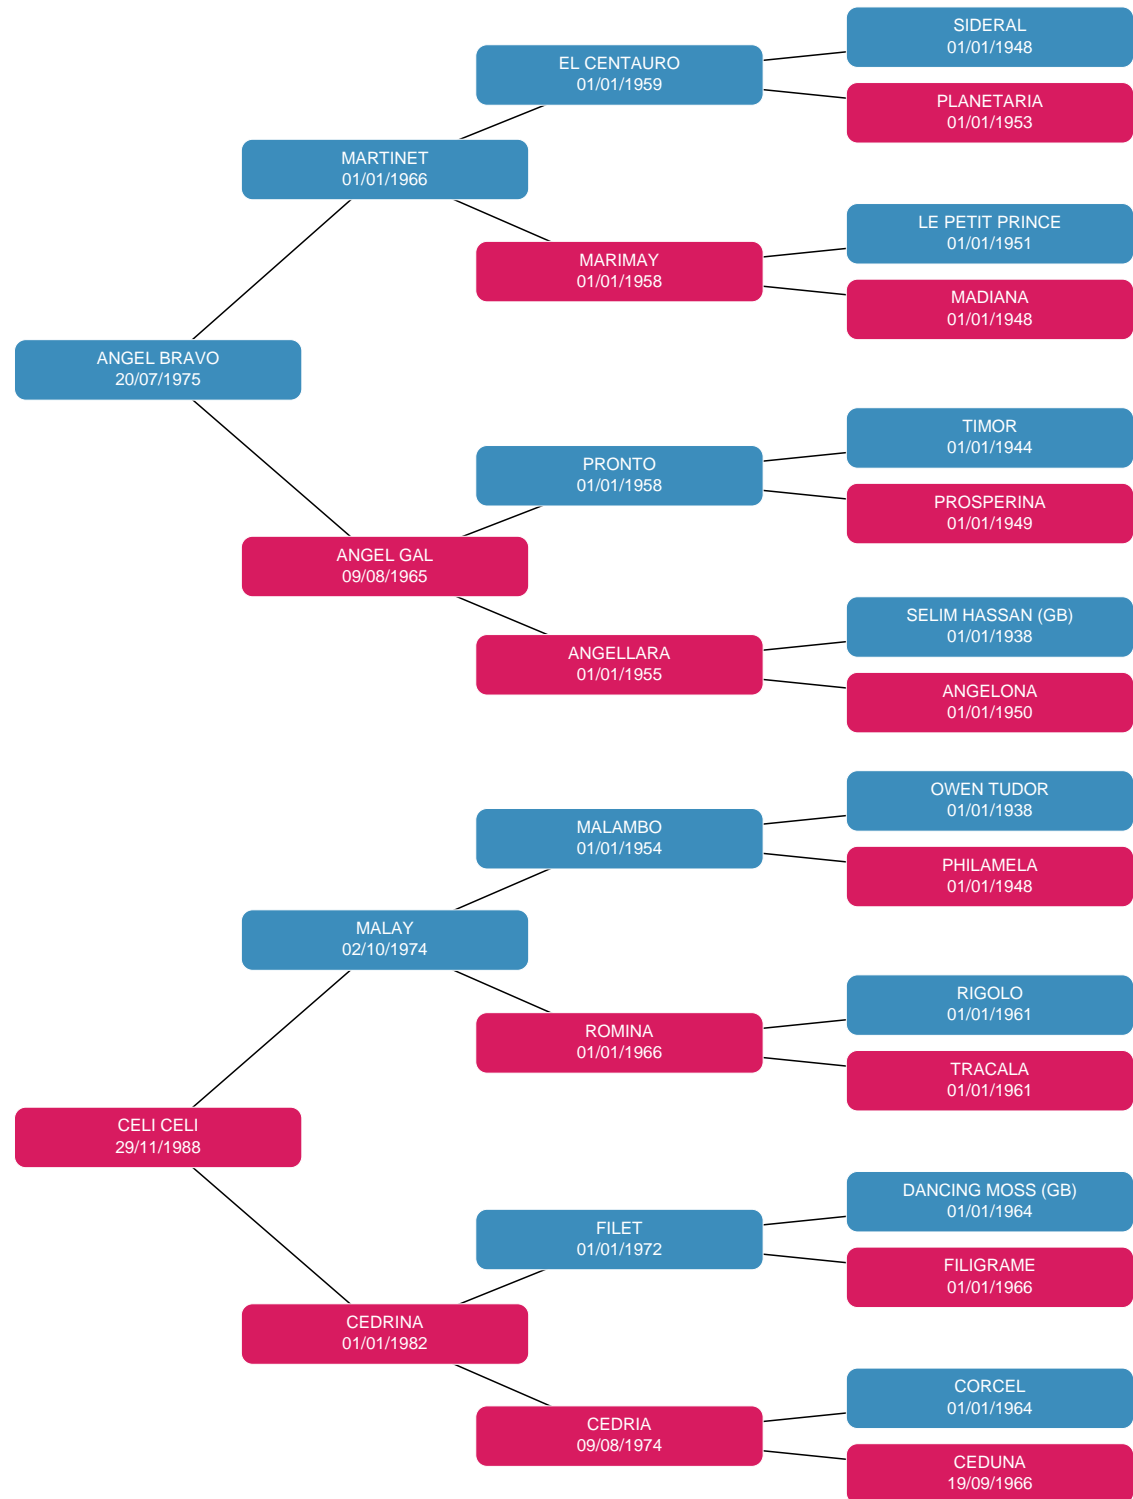 SIDERAL
01/01/1948
EL CENTAURO
01/01/1959
PLANETARIA
01/01/1953
MARTINET
01/01/1966
LE PETIT PRINCE
01/01/1951
MARIMAY
01/01/1958
MADIANA
01/01/1948
ANGEL BRAVO
20/07/1975
TIMOR
01/01/1944
PRONTO
01/01/1958
PROSPERINA
01/01/1949
ANGEL GAL
09/08/1965
SELIM HASSAN (GB)
01/01/1938
ANGELLARA
01/01/1955
ANGELONA
01/01/1950
OWEN TUDOR
01/01/1938
MALAMBO
01/01/1954
PHILAMELA
01/01/1948
MALAY
02/10/1974
RIGOLO
01/01/1961
ROMINA
01/01/1966
TRACALA
01/01/1961
CELI CELI
29/11/1988
DANCING MOSS (GB)
01/01/1964
FILET
01/01/1972
FILIGRAME
01/01/1966
CEDRINA
01/01/1982
CORCEL
01/01/1964
CEDRIA
09/08/1974
CEDUNA
19/09/1966